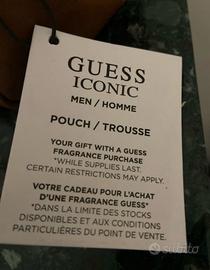 GUESS
ICONIC
MEN / HOMME
POUCH / TROUSSE
YOUR GIFT WITH A GUESS
FRAGRANCE PURCHASE
*WHILE SUPPLIES LAST.
CERTAIN RESTRICTIONS MAY APPLY.
VOTRE CADEAU POUR L'ACHAT
D'UNE FRAGRANCE GUESS*
*DANS LA LIMITE DES STOCKS
DISPONIBLES ET AUX CONDITIONS
PARTICULIÈRES DU POINT DE VENTE.
subito